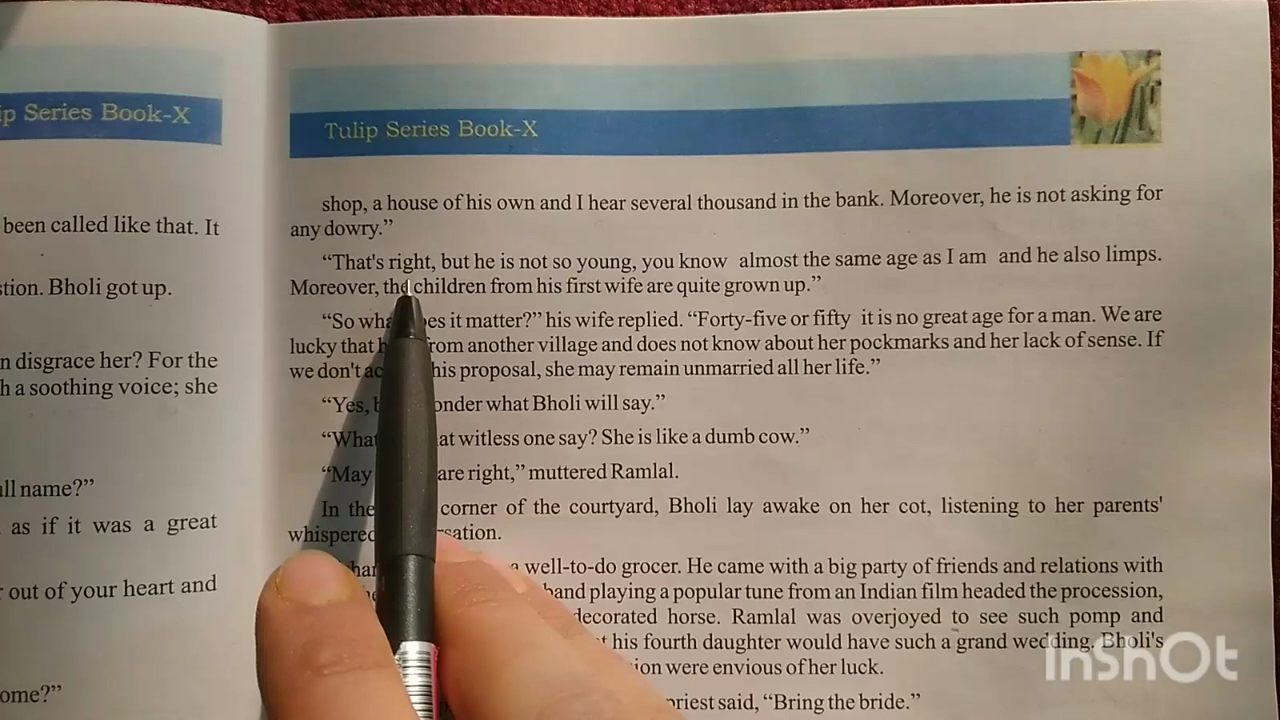 ip Series Book-X
been called like that. It
stion. Bholi got up.
n disgrace her? For the
h a soothing voice; she
ull name?”
as if it was a great
r out of your heart and
ome?”
Tulip Series Book-X
shop, a house of his own and I hear several thousand in the bank. Moreover, he is not asking for
any dowry.”
“That's right, but he is not so young, you know almost the same age as I am and he also limps.
Moreover, the children from his first wife are quite grown up.”
“So wha es it matter?” his wife replied. “Forty-five or fifty it is no great age for a man. We are
lucky that h rom another village and does not know about her pockmarks and her lack of sense. If
we don't ac his proposal, she may remain unmarried all her life.”
“Yes, b onder what Bholi will say.”
“What at witless one say? She is like a dumb cow.”
“May are right,” muttered Ramlal.
In the corner of the courtyard, Bholi lay awake on her cot, listening to her parents'
whispered sation.
a well-to-do grocer. He came with a big party of friends and relations with
band playing a popular tune from an Indian film headed the procession,
decorated horse. Ramlal was overjoyed to see such pomp and
t his fourth daughter would have such a grand wedding. Bholi's
ion were envious of her luck.
priest said, “Bring the bride.”
InShOt